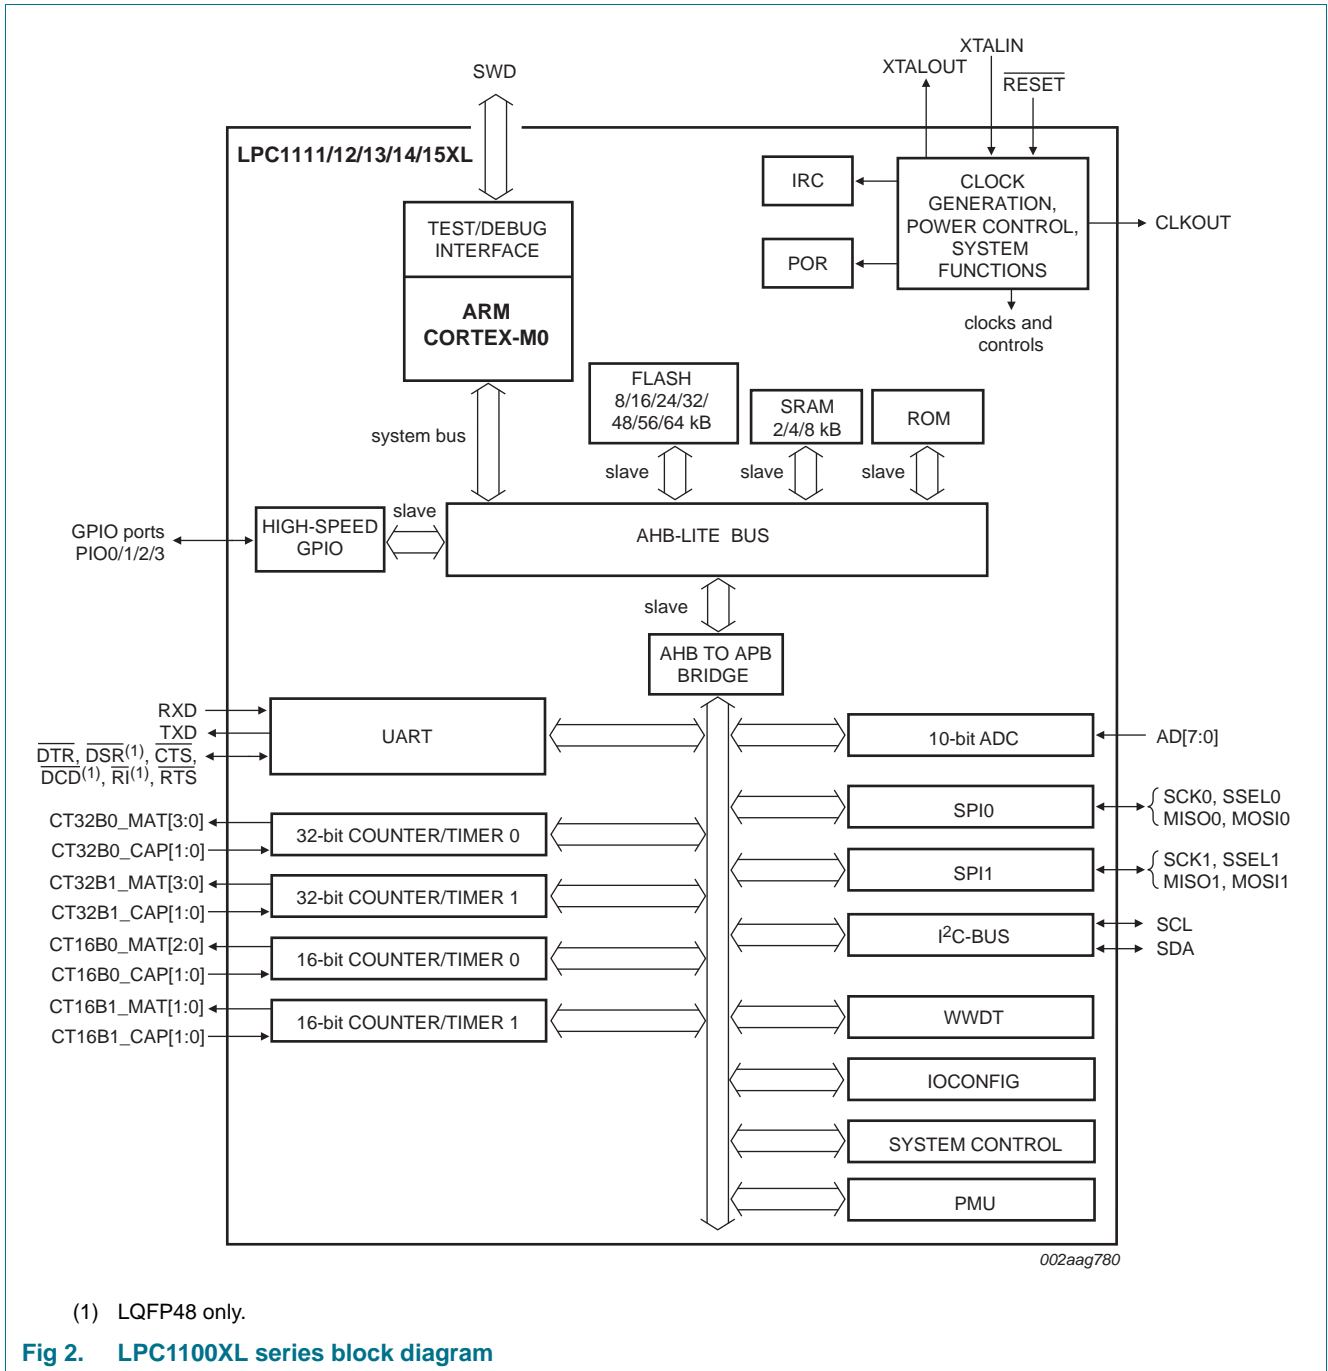 XTALIN
XTALOUT
RESET
SWD
LPC1111/12/13/14/15XL
IRC
POR
CLOCK
GENERATION,
POWER CONTROL,
SYSTEM
FUNCTIONS
CLKOUT
clocks and
controls
TEST/DEBUG
INTERFACE
ARM
CORTEX-M0
system bus
FLASH
8/16/24/32/
48/56/64 kB
SRAM
2/4/8 kB
ROM
slave
slave
slave
GPIO ports
PIO0/1/2/3
HIGH-SPEED
GPIO
slave
AHB-LITE BUS
slave
AHB TO APB
BRIDGE
RXD
TXD
DTR, DSR(1), CTS,
DCD(1), RI(1), RTS
UART
CT32B0_MAT[3:0]
CT32B0_CAP[1:0]
32-bit COUNTER/TIMER 0
CT32B1_MAT[3:0]
CT32B1_CAP[1:0]
32-bit COUNTER/TIMER 1
CT16B0_MAT[2:0]
CT16B0_CAP[1:0]
16-bit COUNTER/TIMER 0
CT16B1_MAT[1:0]
CT16B1_CAP[1:0]
16-bit COUNTER/TIMER 1
10-bit ADC
AD[7:0]
SPI0
SCK0, SSEL0
MISO0, MOSI0
SPI1
SCK1, SSEL1
MISO1, MOSI1
I2C-BUS
SCL
SDA
WWDT
IOCONFIG
SYSTEM CONTROL
PMU
002aag780
(1) LQFP48 only.
Fig 2. LPC1100XL series block diagram